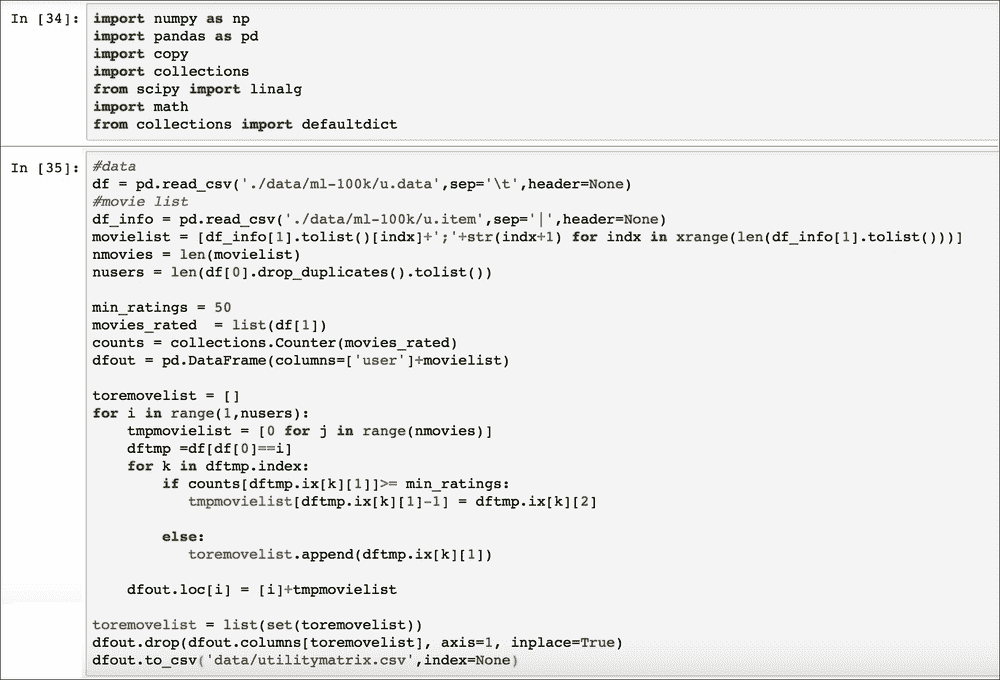 In [34]: import numpy as np
import pandas as pd
import copy
import collections
from scipy import linalg
import math
from collections import defaultdict
In [35]: #data
df = pd.read_csv('./data/ml-100k/u.data',sep='\t',header=None)
#movie list
df_info = pd.read_csv('./data/ml-100k/u.item',sep='|',header=None)
movielist = [df_info[1].tolist()[indx]+';'+str(indx+1) for indx in xrange(len(df_info[1].tolist()))]
nmovies = len(movielist)
nusers = len(df[0].drop_duplicates().tolist())
min_ratings = 50
movies_rated  = list(df[1])
counts = collections.Counter(movies_rated)
dfout = pd.DataFrame(columns=['user']+movielist)
toremovelist = []
for i in range(1,nusers):
    tmpmovielist = [0 for j in range(nmovies)]
    dftmp =df[df[0]==i]
    for k in dftmp.index:
        if counts[dftmp.ix[k][1]]>= min_ratings:
           tmpmovielist[dftmp.ix[k][1]-1] = dftmp.ix[k][2]
        else:
           toremovelist.append(dftmp.ix[k][1])
    dfout.loc[i] = [i]+tmpmovielist
toremovelist = list(set(toremovelist))
dfout.drop(dfout.columns[toremovelist], axis=1, inplace=True)
dfout.to_csv('data/utilitymatrix.csv',index=None)